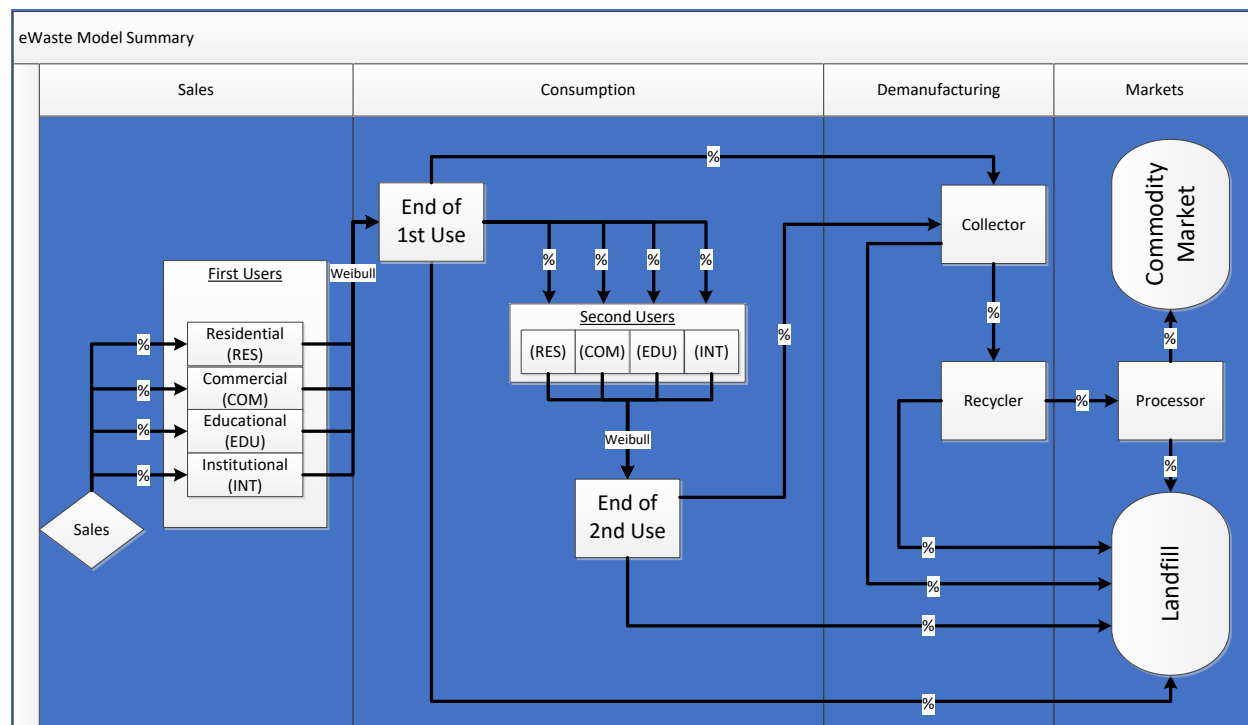 eWaste Model Summary
Sales
Consumption
Demanufacturing
Markets
%
End of
1st Use
Collector
Commodity
Market
%
%
%
%
Weibull
First Users
Second Users
(RES)
(COM)
(EDU)
(INT)
%
%
Residential
(RES)
%
Commercial
(COM)
%
Educational
(EDU)
%
Institutional
(INT)
%
Recycler
%
Processor
Weibull
%
End of
2nd Use
Sales
%
%
%
%
Landfill